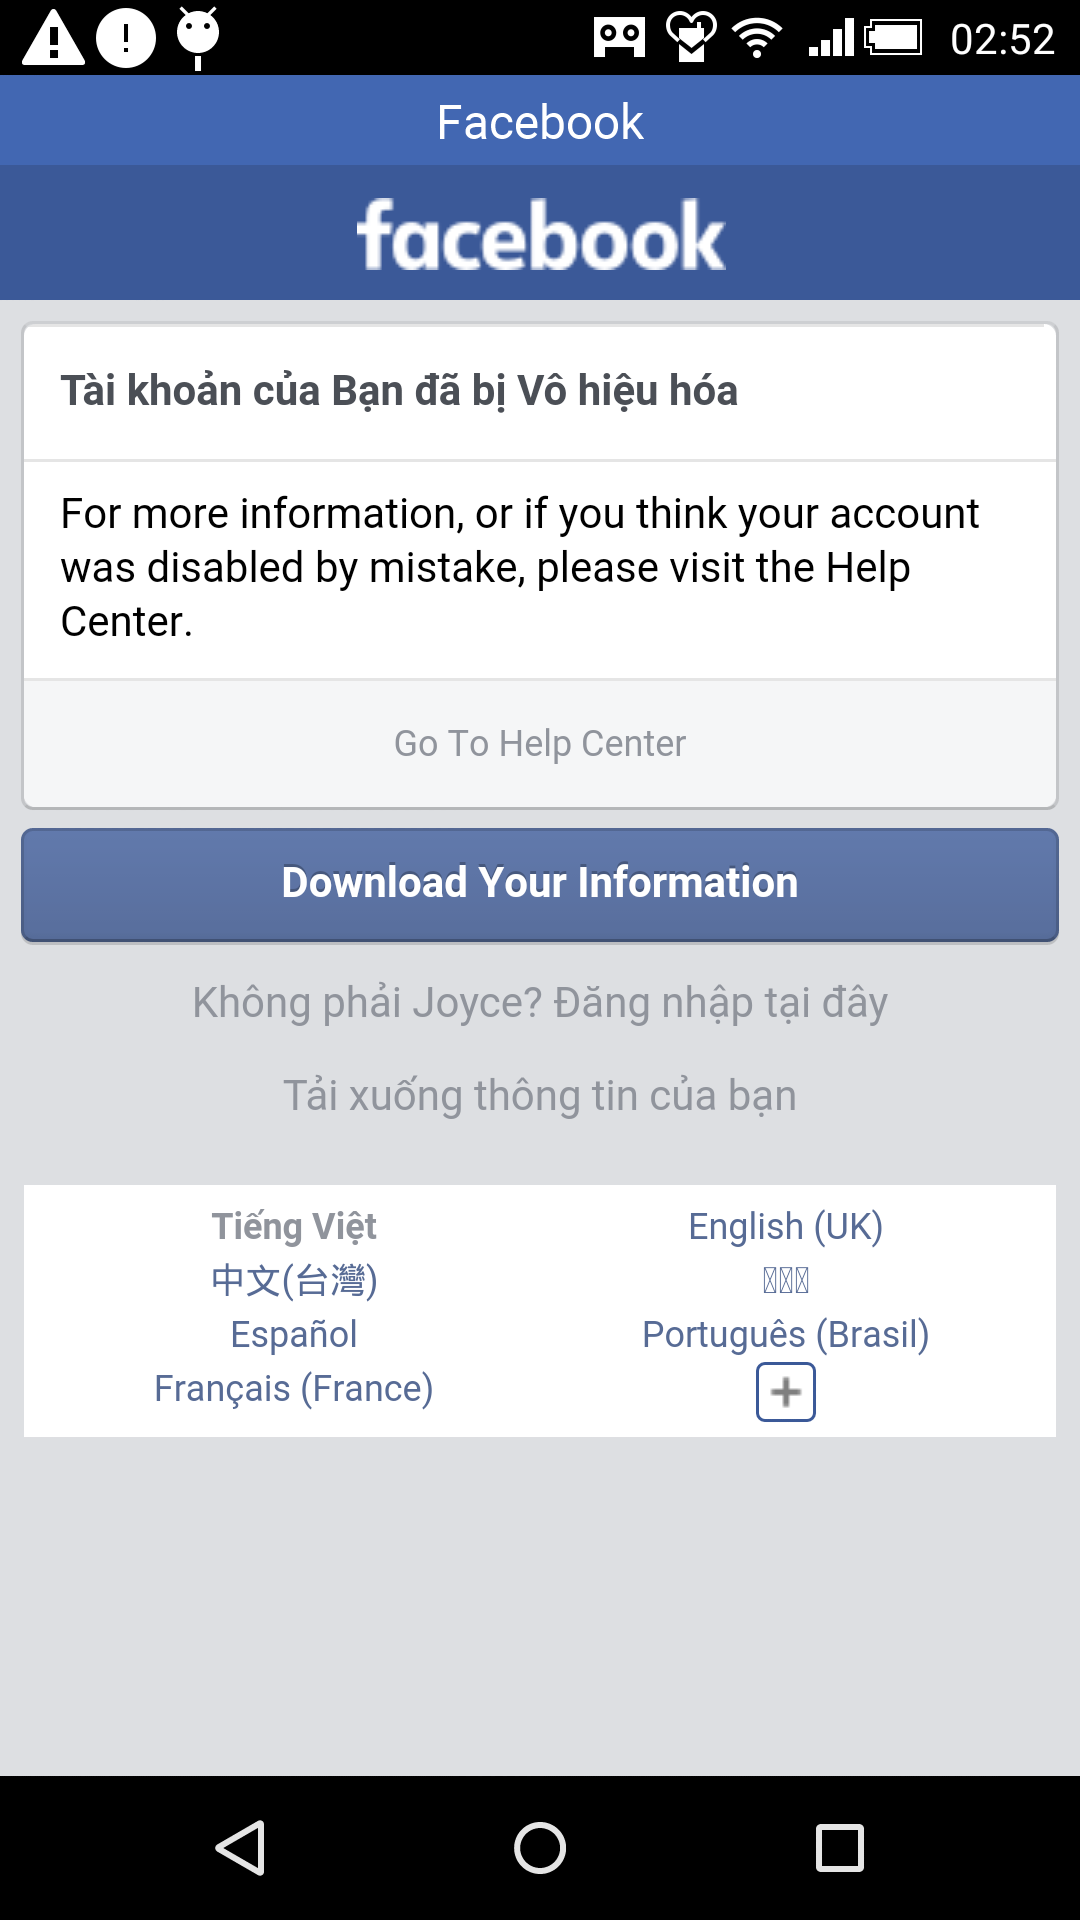 02:52
Facebook
facebook
Tài khoản của Bạn đã bị Vô hiệu hóa
For more information, or if you think your account
was disabled by mistake, please visit the Help
Center.
Go To Help Center
Download Your Information
Không phải Joyce? Đăng nhập tại đây
Tải xuống thông tin của bạn
Tiếng Việt
English (UK)
中文(台灣)
Español
Português (Brasil)
Français (France)